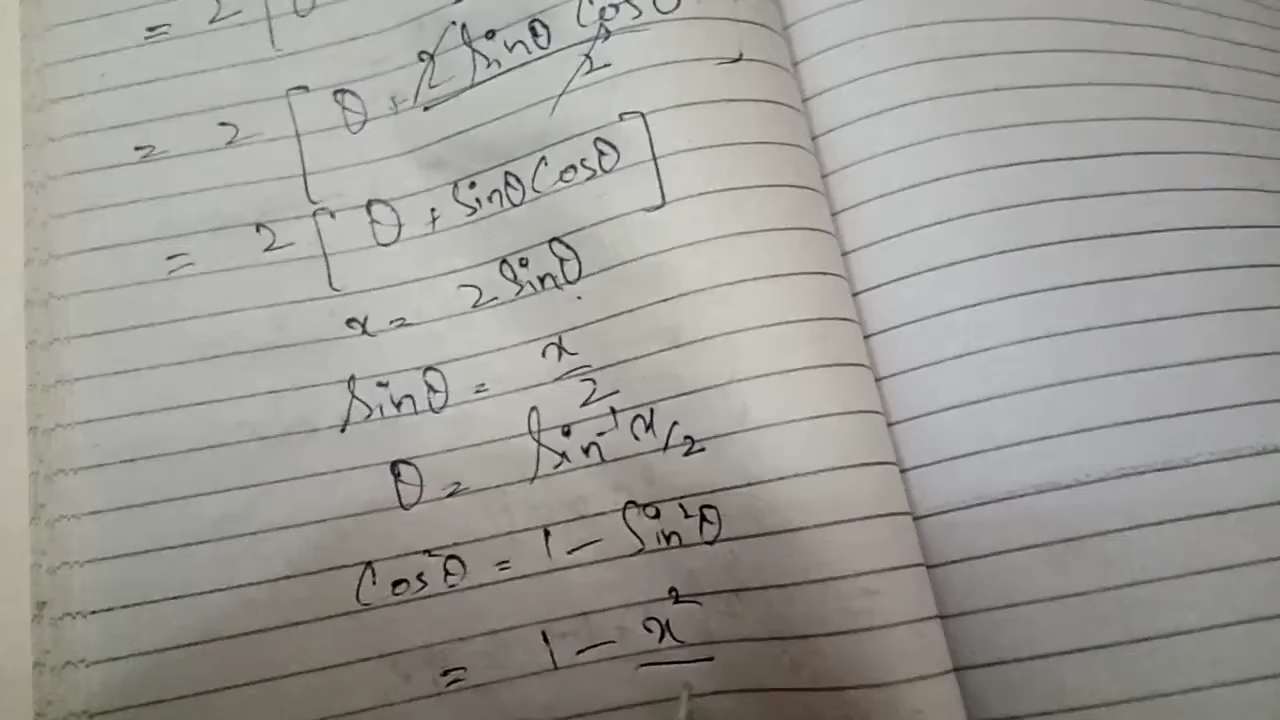 = 2 [ θ
= 2 [ θ + 2 sinθ cosθ / 2
= 2 [ θ + sinθ cosθ ]
x = 2 sinθ
sinθ = x / 2
θ = sin⁻¹ x/2
cos²θ = 1 - sin²θ
= 1 - x²